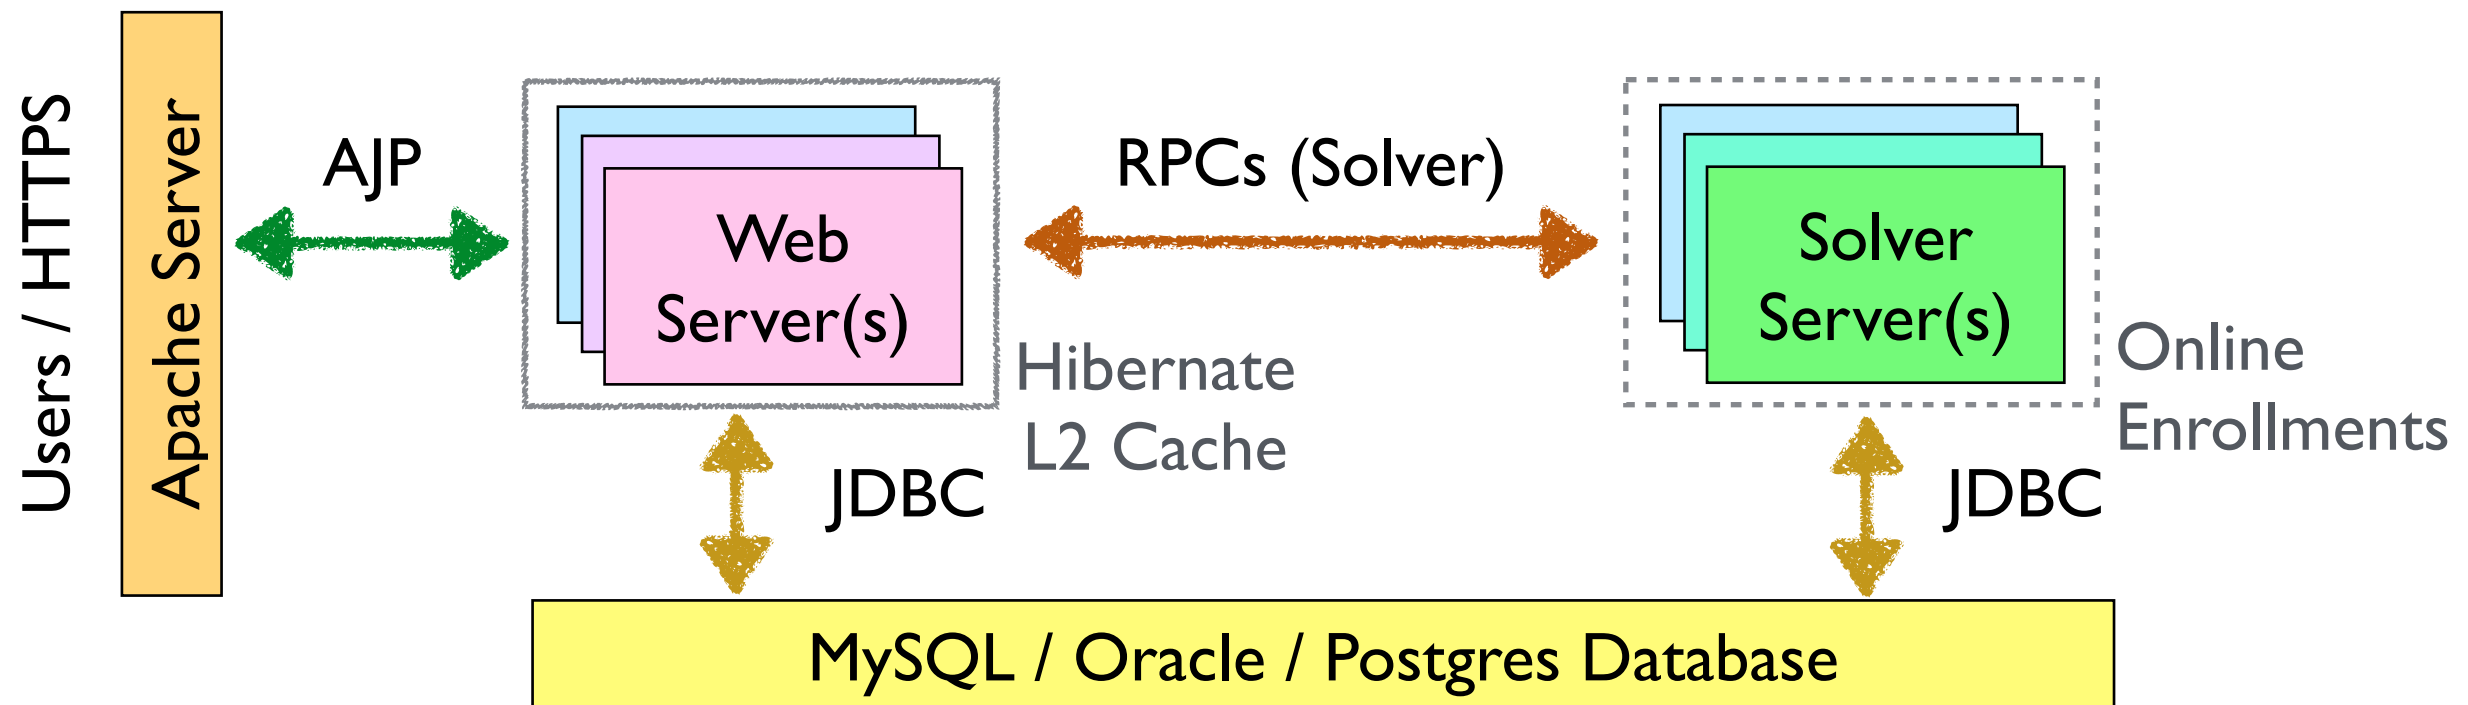 Users / HTTPS
Apache Server
AJP
Web
Server(s)
Hibernate
L2 Cache
RPCs (Solver)
Solver
Server(s)
Online
Enrollments
JDBC
JDBC
MySQL / Oracle / Postgres Database